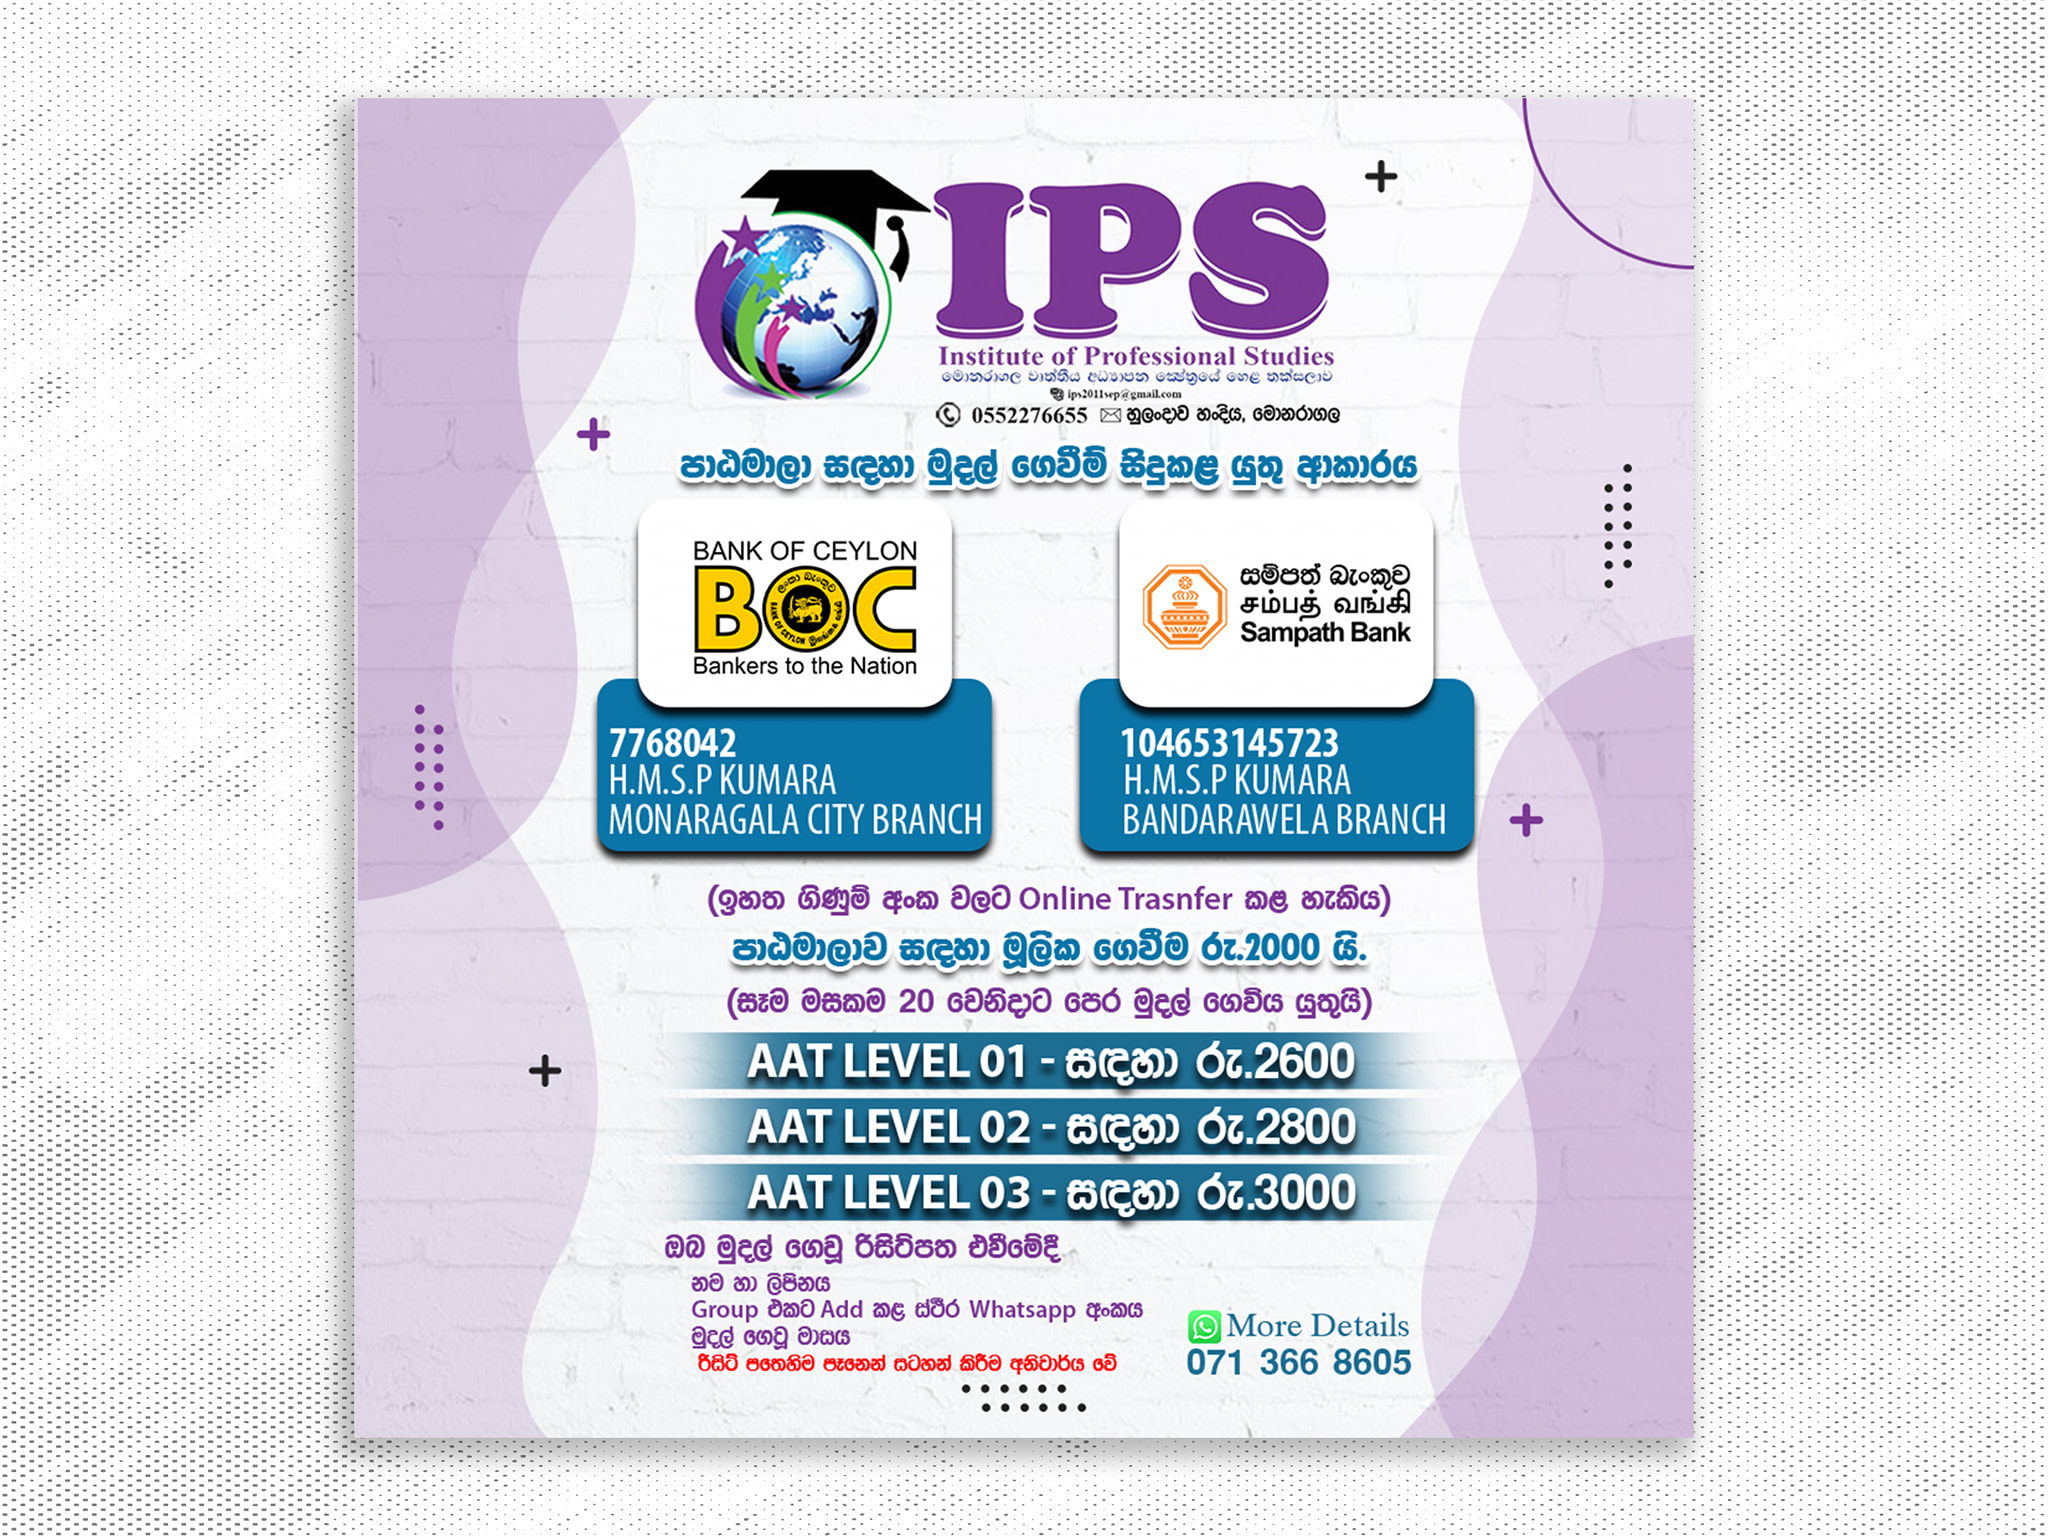 IPS
Institute of Professional Studies
මොනරාගල වෘත්තීය අධ්‍යාපන ක්ෂේත්‍රයේ හෙළ තක්සලාව
ips2011sep@gmail.com
0552276655 හුලංදාව හංදිය, මොනරාගල
පාඨමාලා සඳහා මුදල් ගෙවීම් සිදුකළ යුතු ආකාරය
BANK OF CEYLON
BOC
ලංකා බැංකුව
BANK OF CEYLON
Bankers to the Nation
සම්පත් බැංකුව
சம்பத் வங்கி
Sampath Bank
7768042
H.M.S.P KUMARA
MONARAGALA CITY BRANCH
104653145723
H.M.S.P KUMARA
BANDARAWELA BRANCH
(ඉහත ගිණුම් අංක වලට Online Trasnfer කළ හැකිය)
පාඨමාලාව සඳහා මූලික ගෙවීම රු.2000 යි.
(සෑම මසකම 20 වෙනිදාට පෙර මුදල් ගෙවිය යුතුයි)
AAT LEVEL 01 - සඳහා රු.2600
AAT LEVEL 02 - සඳහා රු.2800
AAT LEVEL 03 - සඳහා රු.3000
ඔබ මුදල් ගෙවූ රිසිට්පත එවීමේදී
නම හා ලිපිනය
Group එකට Add කළ ස්ථීර Whatsapp අංකය
මුදල් ගෙවූ මාසය
රිසිට් පතෙහිම පෑනෙන් සටහන් කිරීම අනිවාර්ය වේ
More Details
071 366 8605